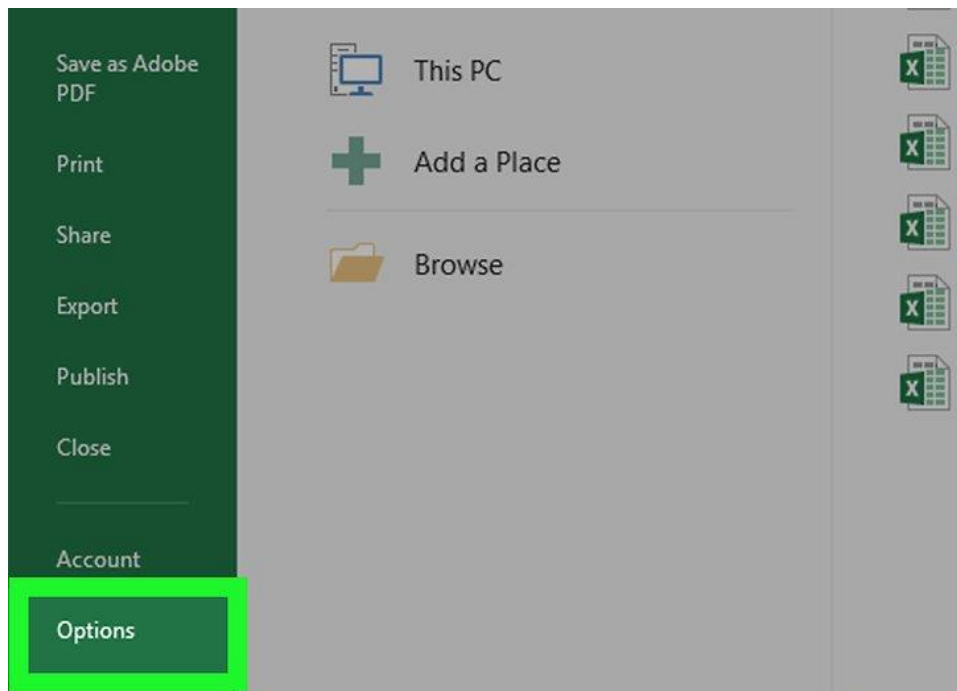 Save as Adobe
PDF
Print
Share
Export
Publish
Close
Account
Options
This PC
Add a Place
Browse